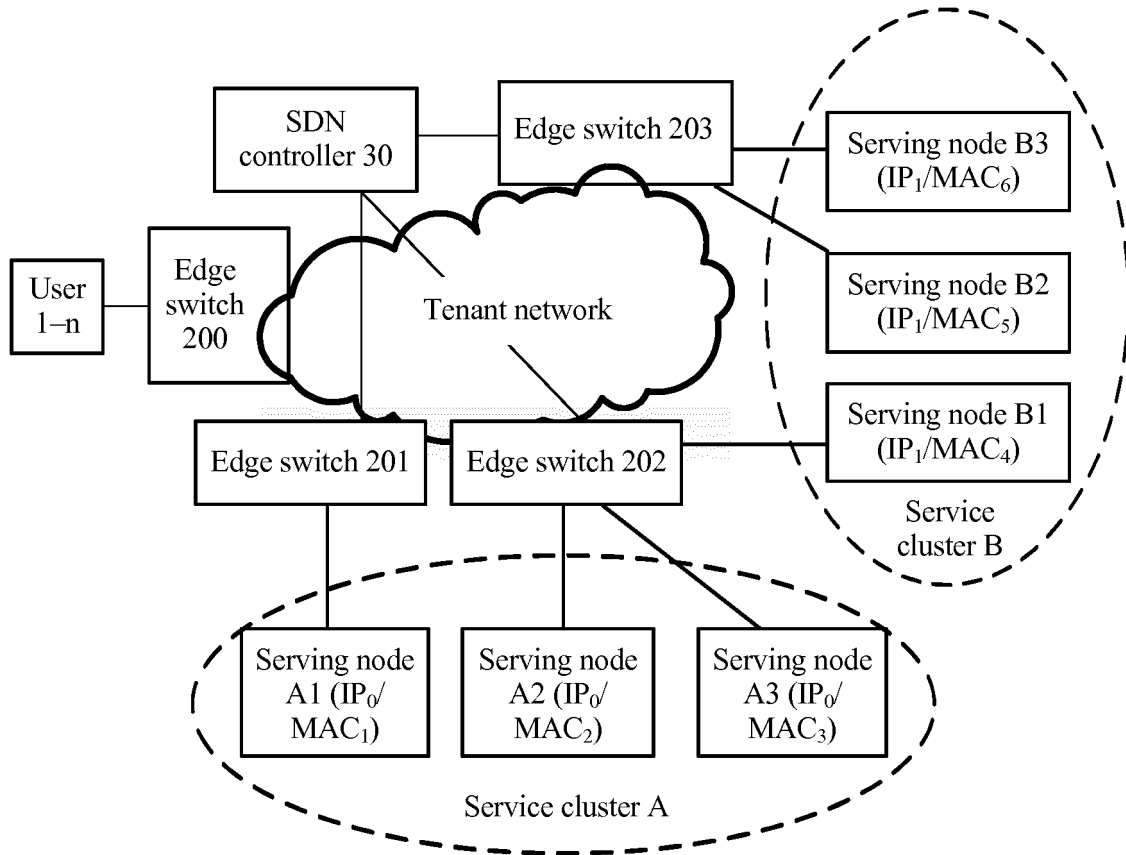 SDN
controller 30
Edge switch 203
Serving node B3
(IP₁/MAC₆)
User
1–n
Edge
switch
200
Tenant network
Serving node B2
(IP₁/MAC₅)
Serving node B1
(IP₁/MAC₄)
Edge switch 201
Edge switch 202
Service
cluster B
Serving node
A1 (IP₀/
MAC₁)
Serving node
A2 (IP₀/
MAC₂)
Serving node
A3 (IP₀/
MAC₃)
Service cluster A